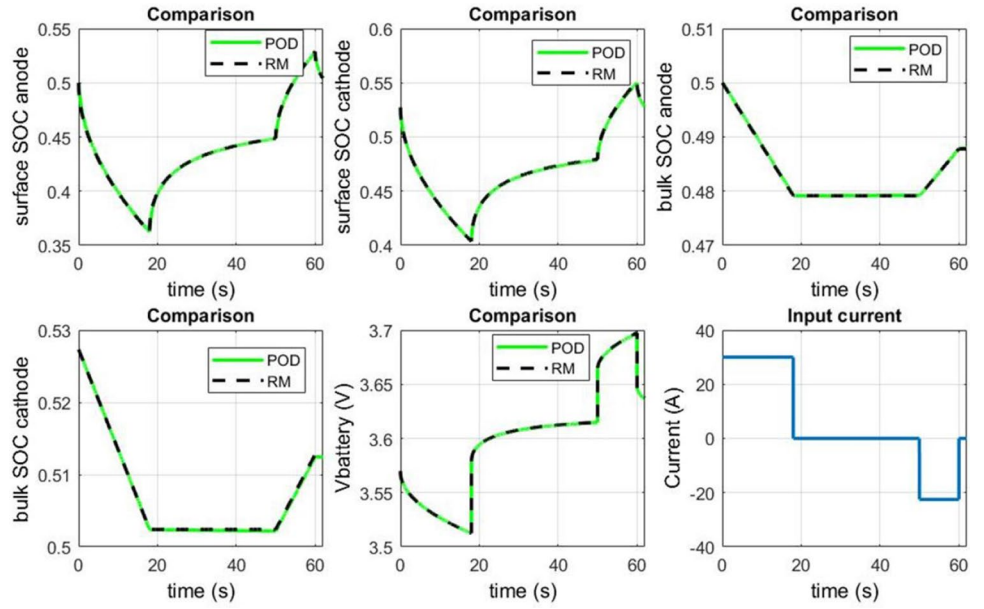 Comparison
surface SOC anode
0.55
0.5
0.45
0.4
0.35
POD
RM
0 20 40 60
time (s)
Comparison
surface SOC cathode
0.6
0.55
0.5
0.45
0.4
POD
RM
0 20 40 60
time (s)
Comparison
bulk SOC anode
0.51
0.5
0.49
0.48
0.47
POD
RM
0 20 40 60
time (s)
Comparison
bulk SOC cathode
0.53
0.52
0.51
0.5
POD
RM
0 20 40 60
time (s)
Comparison
Vbattery (V)
3.7
3.65
3.6
3.55
3.5
POD
RM
0 20 40 60
time (s)
Input current
Current (A)
40
20
0
-20
-40
0 20 40 60
time (s)